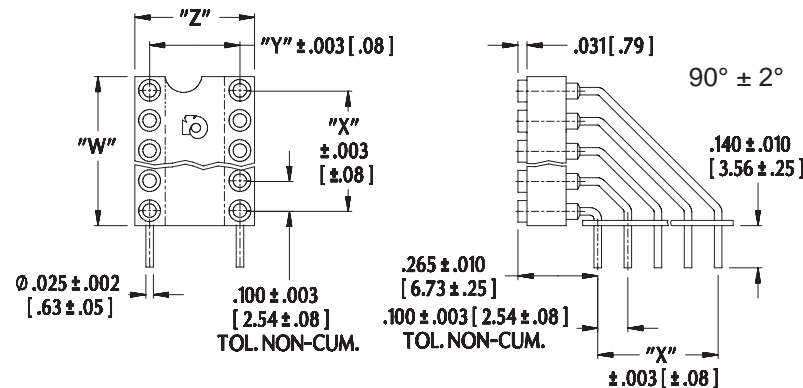 "Z"
"Y" ±.003 [ .08 ]
"W"
"X"
±.003
[ ±.08 ]
Ø .025 ±.002
[ .63 ±.05 ]
.100 ±.003
[ 2.54 ±.08 ]
TOL. NON-CUM.
.031 [ .79 ]
90° ± 2°
.140 ±.010
[ 3.56 ±.25 ]
.265 ±.010
[ 6.73 ±.25 ]
.100 ±.003 [ 2.54 ±.08 ]
TOL. NON-CUM.
"X"
±.003 [ ±.08 ]